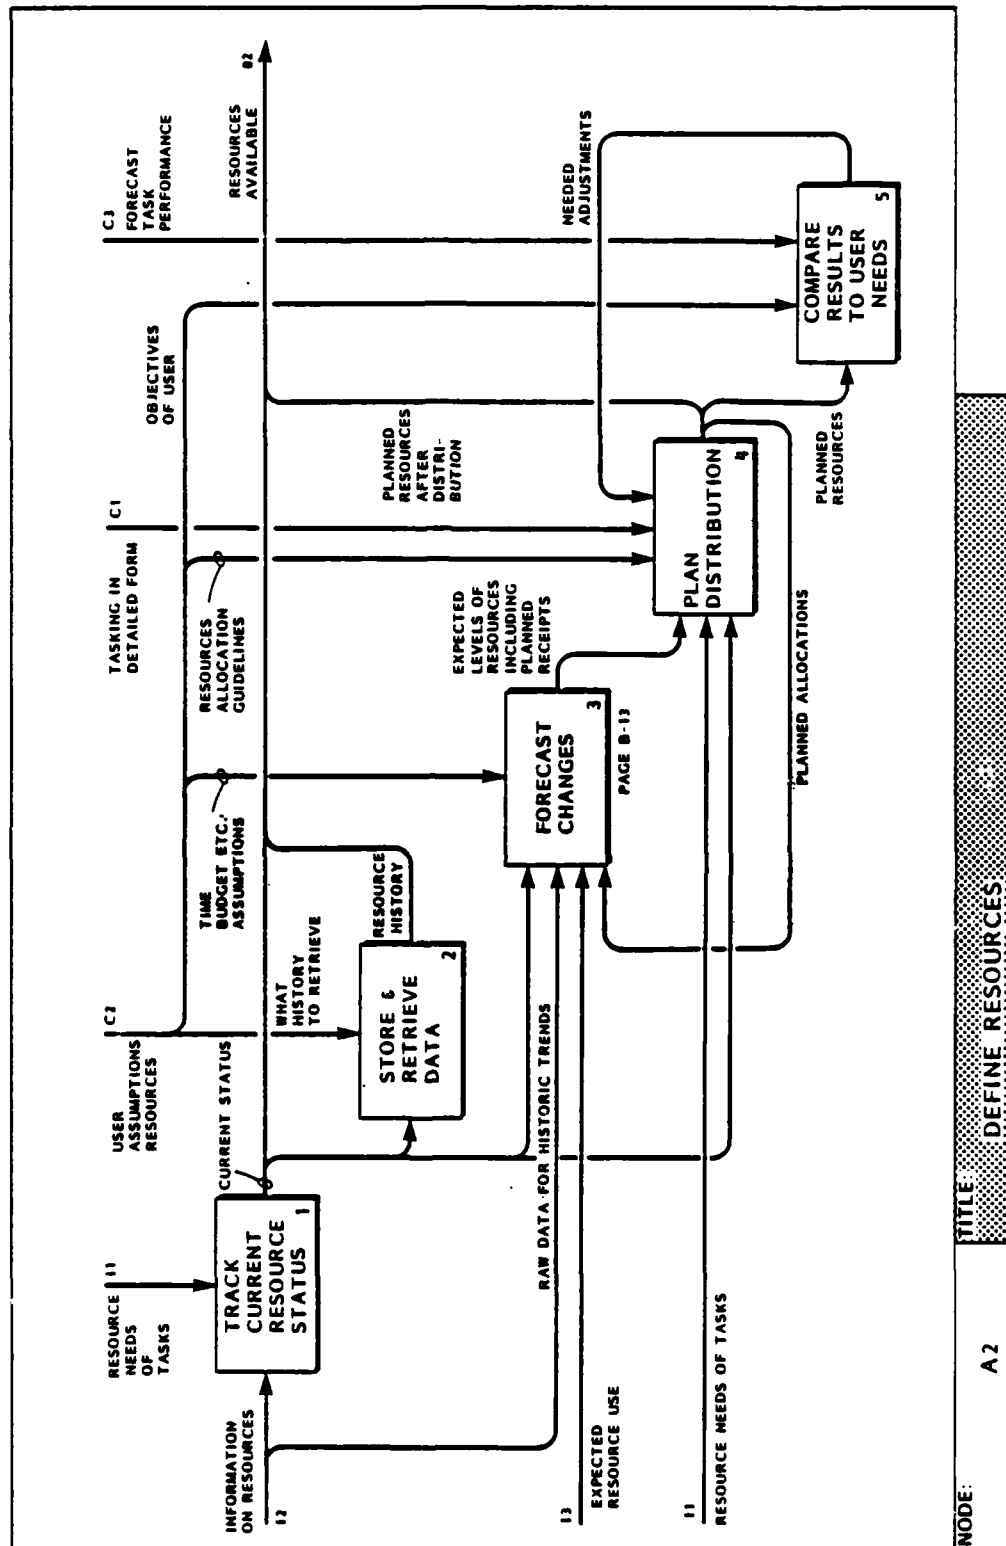 I1
RESOURCE
NEEDS
OF
TASKS
C2
USER
ASSUMPTIONS
RESOURCES
TASKING IN
DETAILED FORM
C1
C3
FORECAST
TASK
PERFORMANCE
OBJECTIVES
OF USER
TIME
BUDGET ETC.
ASSUMPTIONS
RESOURCES
ALLOCATION
GUIDELINES
RESOURCES
AVAILABLE
02
INFORMATION
ON RESOURCES
I2
TRACK
CURRENT
RESOURCE
STATUS
1
CURRENT STATUS
WHAT
HISTORY
TO RETRIEVE
STORE &
RETRIEVE
DATA
2
RESOURCE
HISTORY
PLANNED
RESOURCES
AFTER
DISTRI-
BUTION
EXPECTED
LEVELS OF
RESOURCES
INCLUDING
PLANNED
RECEIPTS
NEEDED
ADJUSTMENTS
RAW DATA FOR HISTORIC TRENDS
FORECAST
CHANGES
3
PAGE B-13
I3
EXPECTED
RESOURCE USE
I1
RESOURCE NEEDS OF TASKS
PLAN
DISTRIBUTION
4
PLANNED ALLOCATIONS
PLANNED
RESOURCES
COMPARE
RESULTS
TO USER
NEEDS
5
NODE:
A2
TITLE:
DEFINE RESOURCES